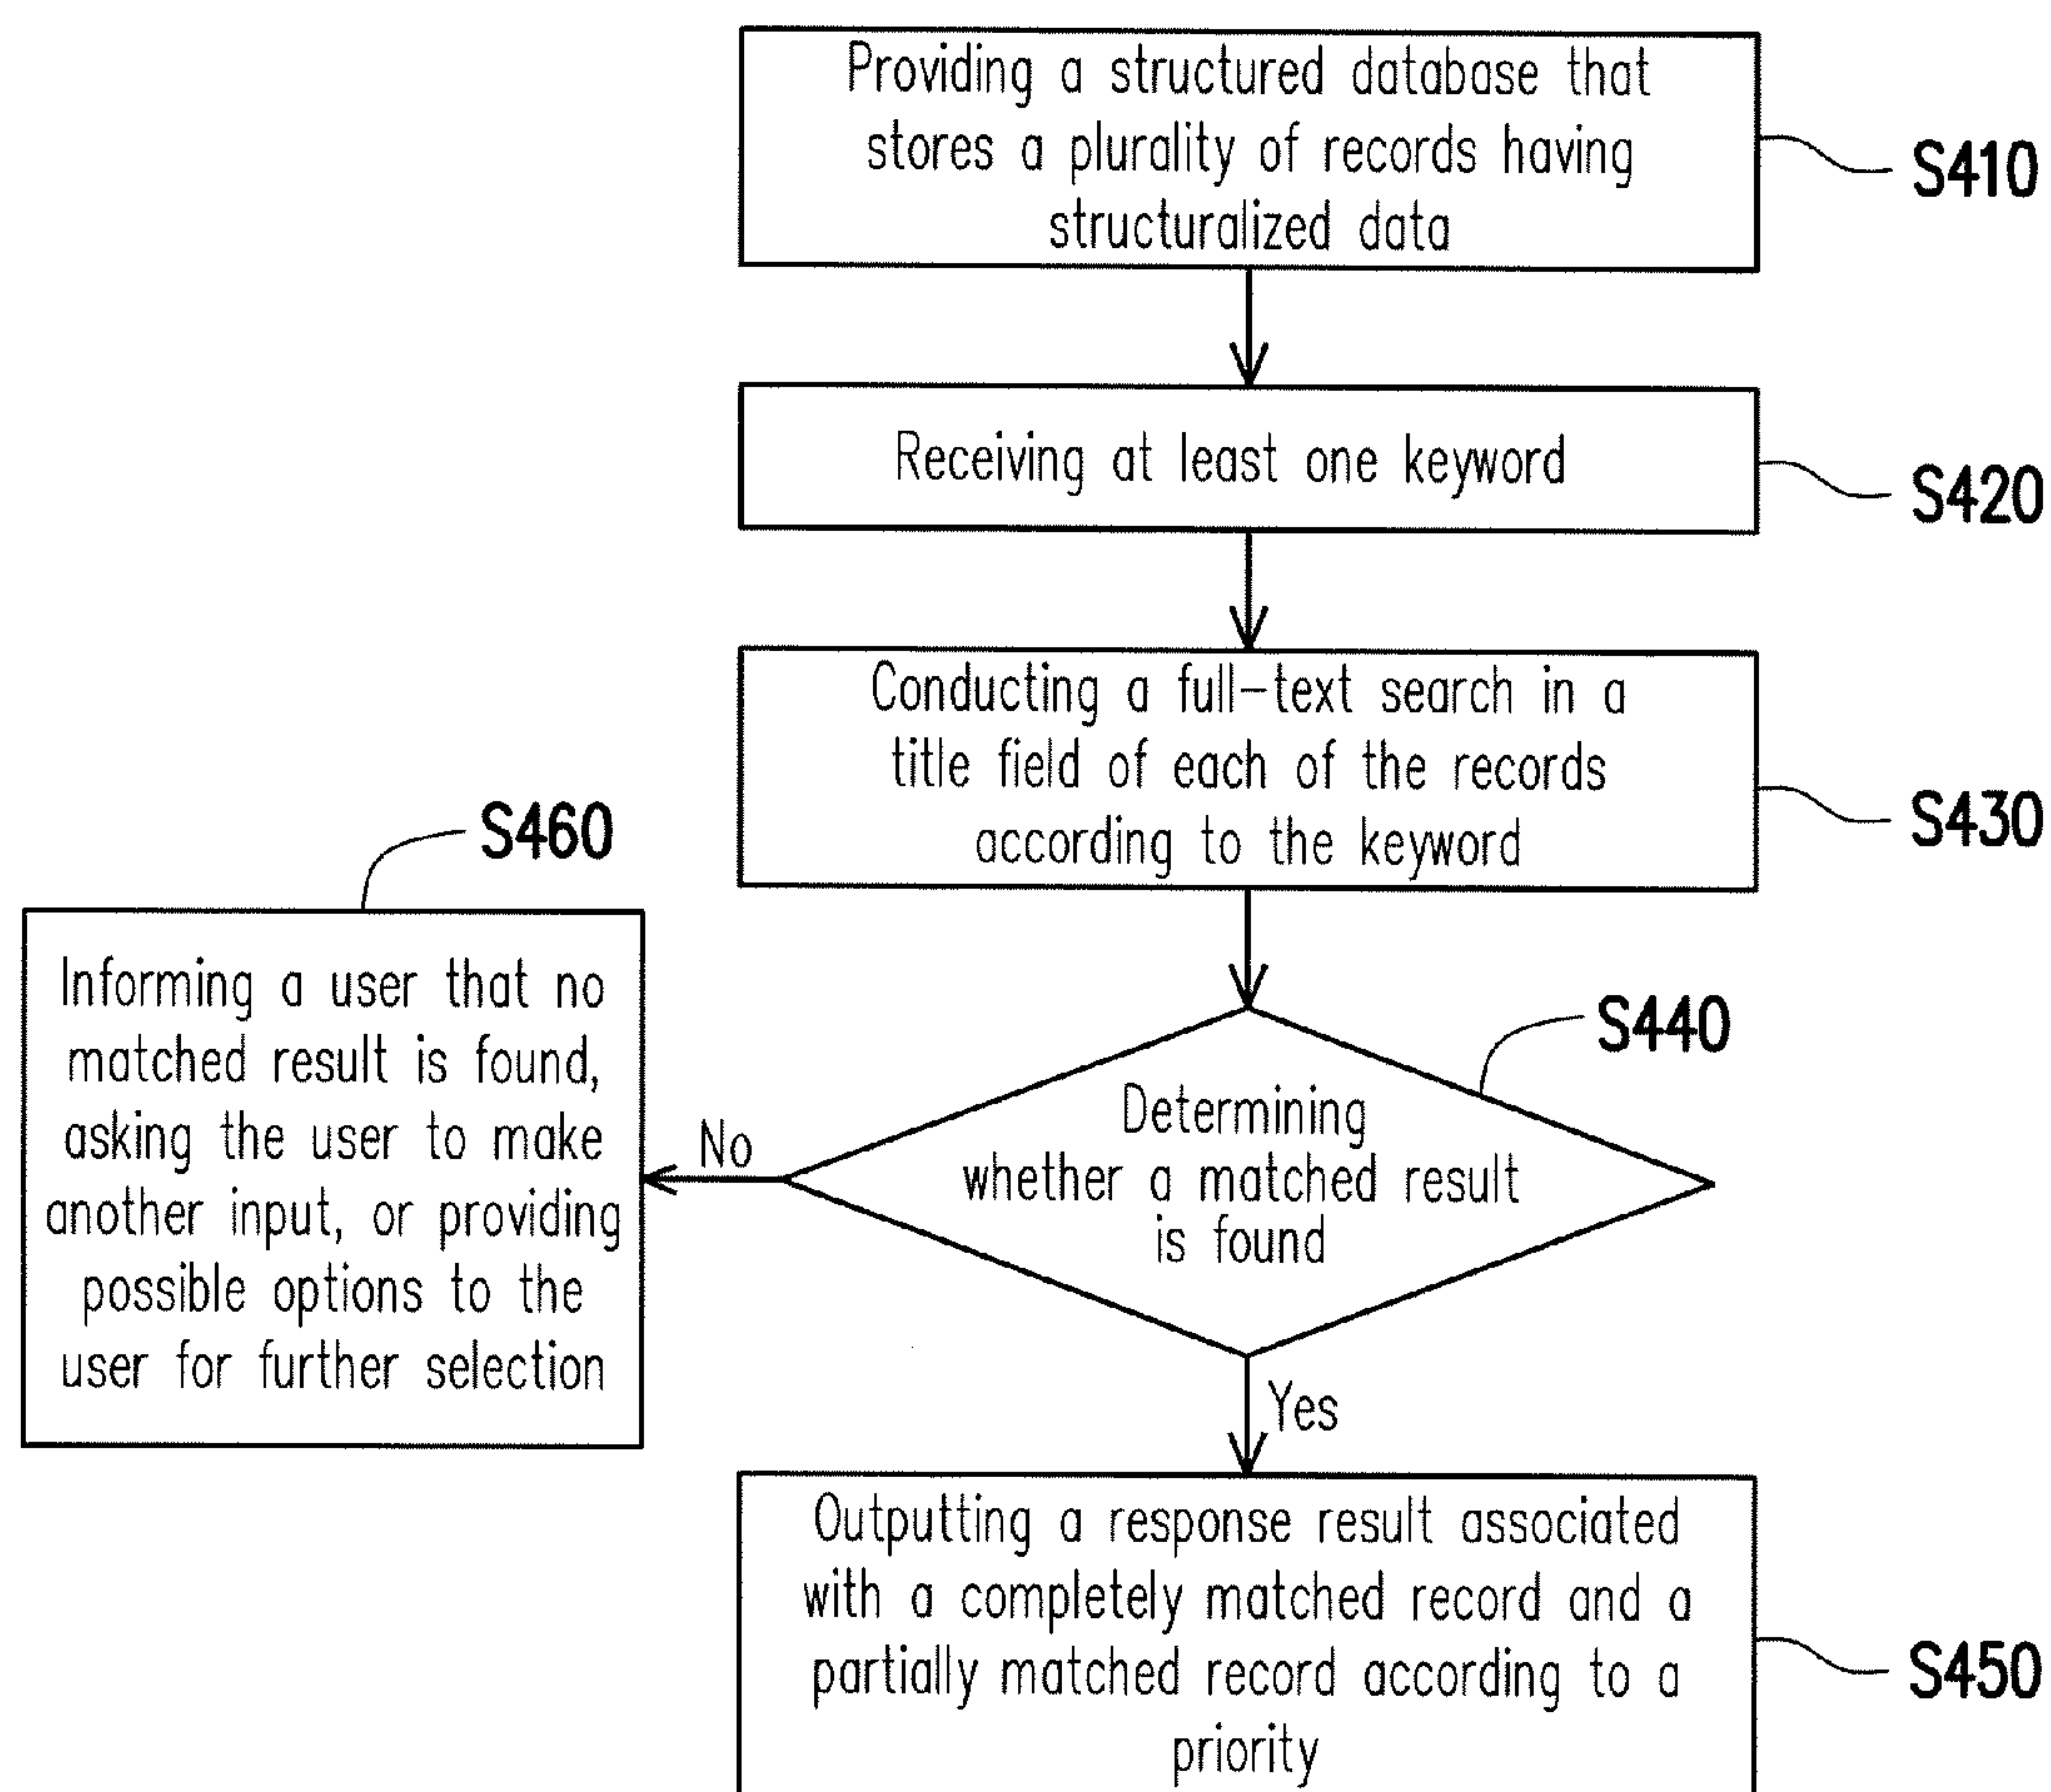 Providing a structured database that
stores a plurality of records having
structuralized data
S410
Receiving at least one keyword
S420
Conducting a full-text search in a
title field of each of the records
according to the keyword
S430
S460
Informing a user that no
matched result is found,
asking the user to make
another input, or providing
possible options to the
user for further selection
No
S440
Determining
whether a matched result
is found
Yes
Outputting a response result associated
with a completely matched record and a
partially matched record according to a
priority
S450